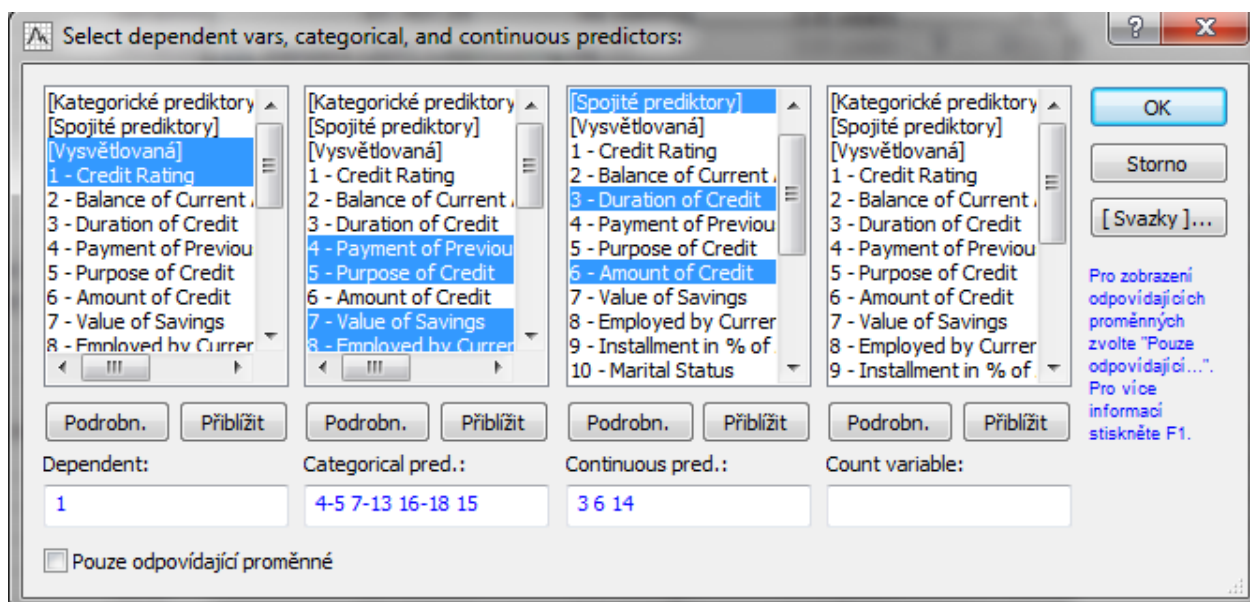 Select dependent vars, categorical, and continuous predictors:
[Kategorické prediktory
[Spojité prediktory]
[Vysvětlovaná]
1 - Credit Rating
2 - Balance of Current
3 - Duration of Credit
4 - Payment of Previou
5 - Purpose of Credit
6 - Amount of Credit
7 - Value of Savings
8 - Employed by Curren
[Kategorické prediktory
[Spojité prediktory]
[Vysvětlovaná]
1 - Credit Rating
2 - Balance of Current
3 - Duration of Credit
4 - Payment of Previou
5 - Purpose of Credit
6 - Amount of Credit
7 - Value of Savings
8 - Employed by Curren
[Spojité prediktory]
[Vysvětlovaná]
1 - Credit Rating
2 - Balance of Current
3 - Duration of Credit
4 - Payment of Previou
5 - Purpose of Credit
6 - Amount of Credit
7 - Value of Savings
8 - Employed by Curren
9 - Installment in % of
10 - Marital Status
[Kategorické prediktory
[Spojité prediktory]
[Vysvětlovaná]
1 - Credit Rating
2 - Balance of Current
3 - Duration of Credit
4 - Payment of Previou
5 - Purpose of Credit
6 - Amount of Credit
7 - Value of Savings
8 - Employed by Curren
9 - Installment in % of
OK
Storno
[ Svazky ]...
Pro zobrazení
odpovídajících
proměnných
zvolte "Pouze
odpovídající...".
Pro více
informací
stiskněte F1.
Podrobn. Přiblížit Podrobn. Přiblížit Podrobn. Přiblížit Podrobn. Přiblížit
Dependent: Categorical pred.: Continuous pred.: Count variable:
1 4-5 7-13 16-18 15 3 6 14
Pouze odpovídající proměnné